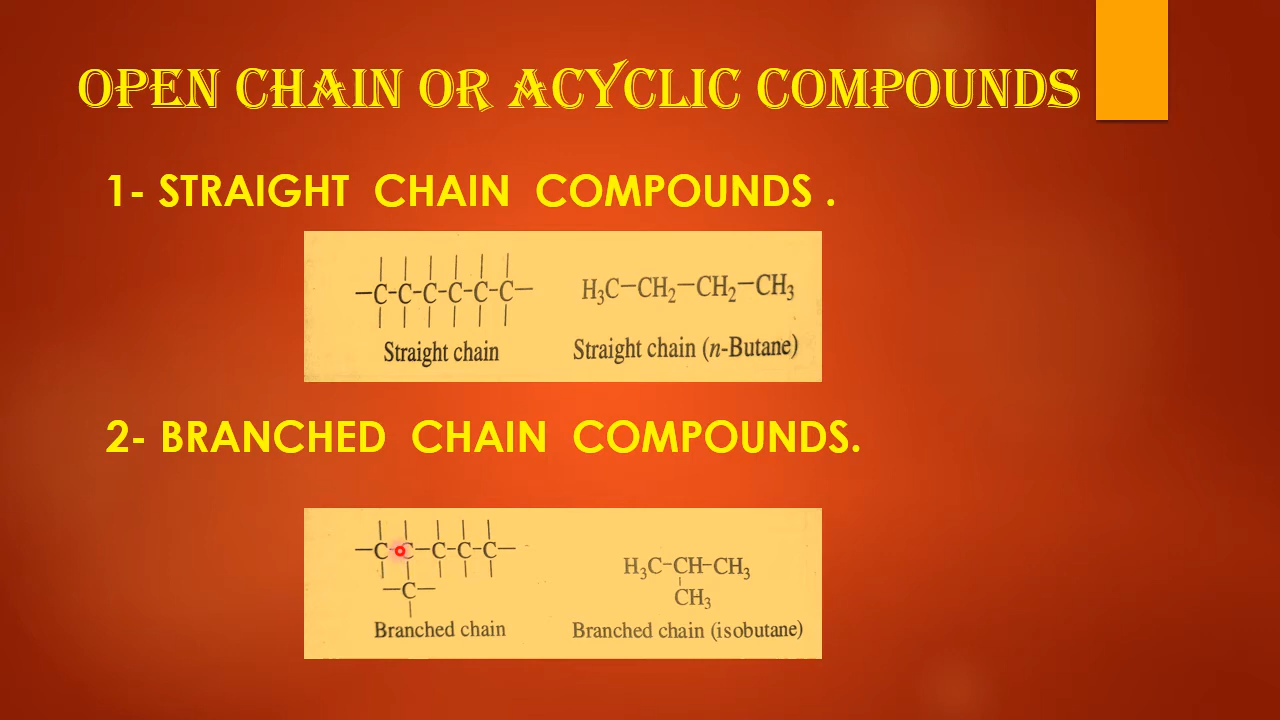 OPEN CHAIN OR ACYCLIC COMPOUNDS
1- STRAIGHT CHAIN COMPOUNDS .
–C–C–C–C–C–C– H₃C–CH₂–CH₂–CH₃
Straight chain Straight chain (n-Butane)
2- BRANCHED CHAIN COMPOUNDS.
–C–C–C–C–C– H₃C–CH–CH₃
–C– CH₃
Branched chain Branched chain (isobutane)